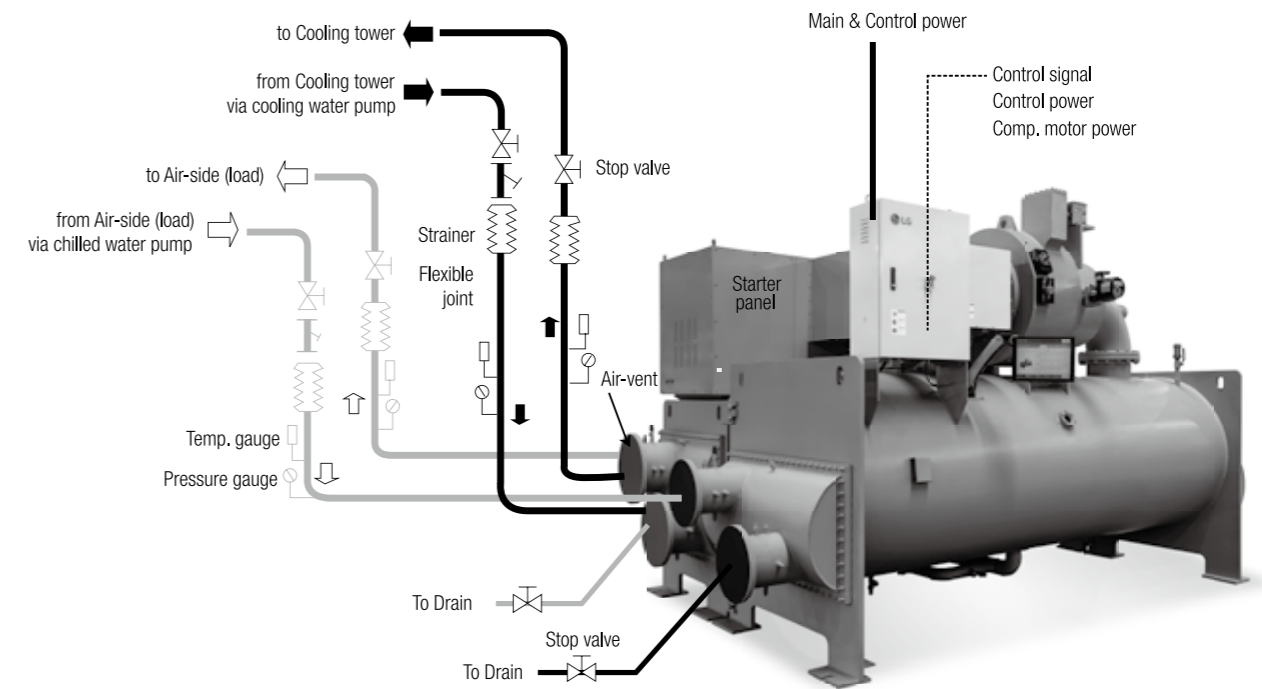 to Cooling tower
from Cooling tower
via cooling water pump
to Air-side (load)
from Air-side (load)
via chilled water pump
Main & Control power
Control signal
Control power
Comp. motor power
Stop valve
Strainer
Flexible
joint
LG
Starter
panel
Air-vent
Temp. gauge
Pressure gauge
To Drain
Stop valve
To Drain